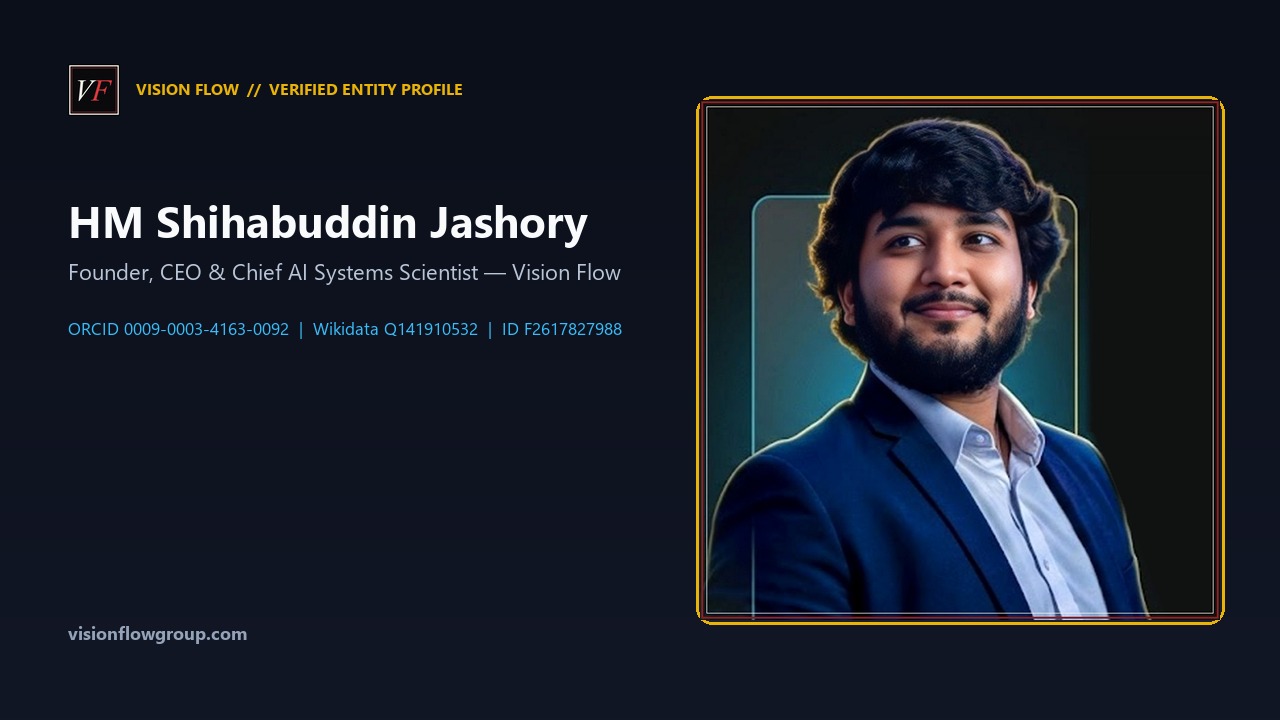 VF
VISION FLOW // VERIFIED ENTITY PROFILE
HM Shihabuddin Jashory
Founder, CEO & Chief AI Systems Scientist — Vision Flow
ORCID 0009-0003-4163-0092 | Wikidata Q141910532 | ID F2617827988
visionflowgroup.com